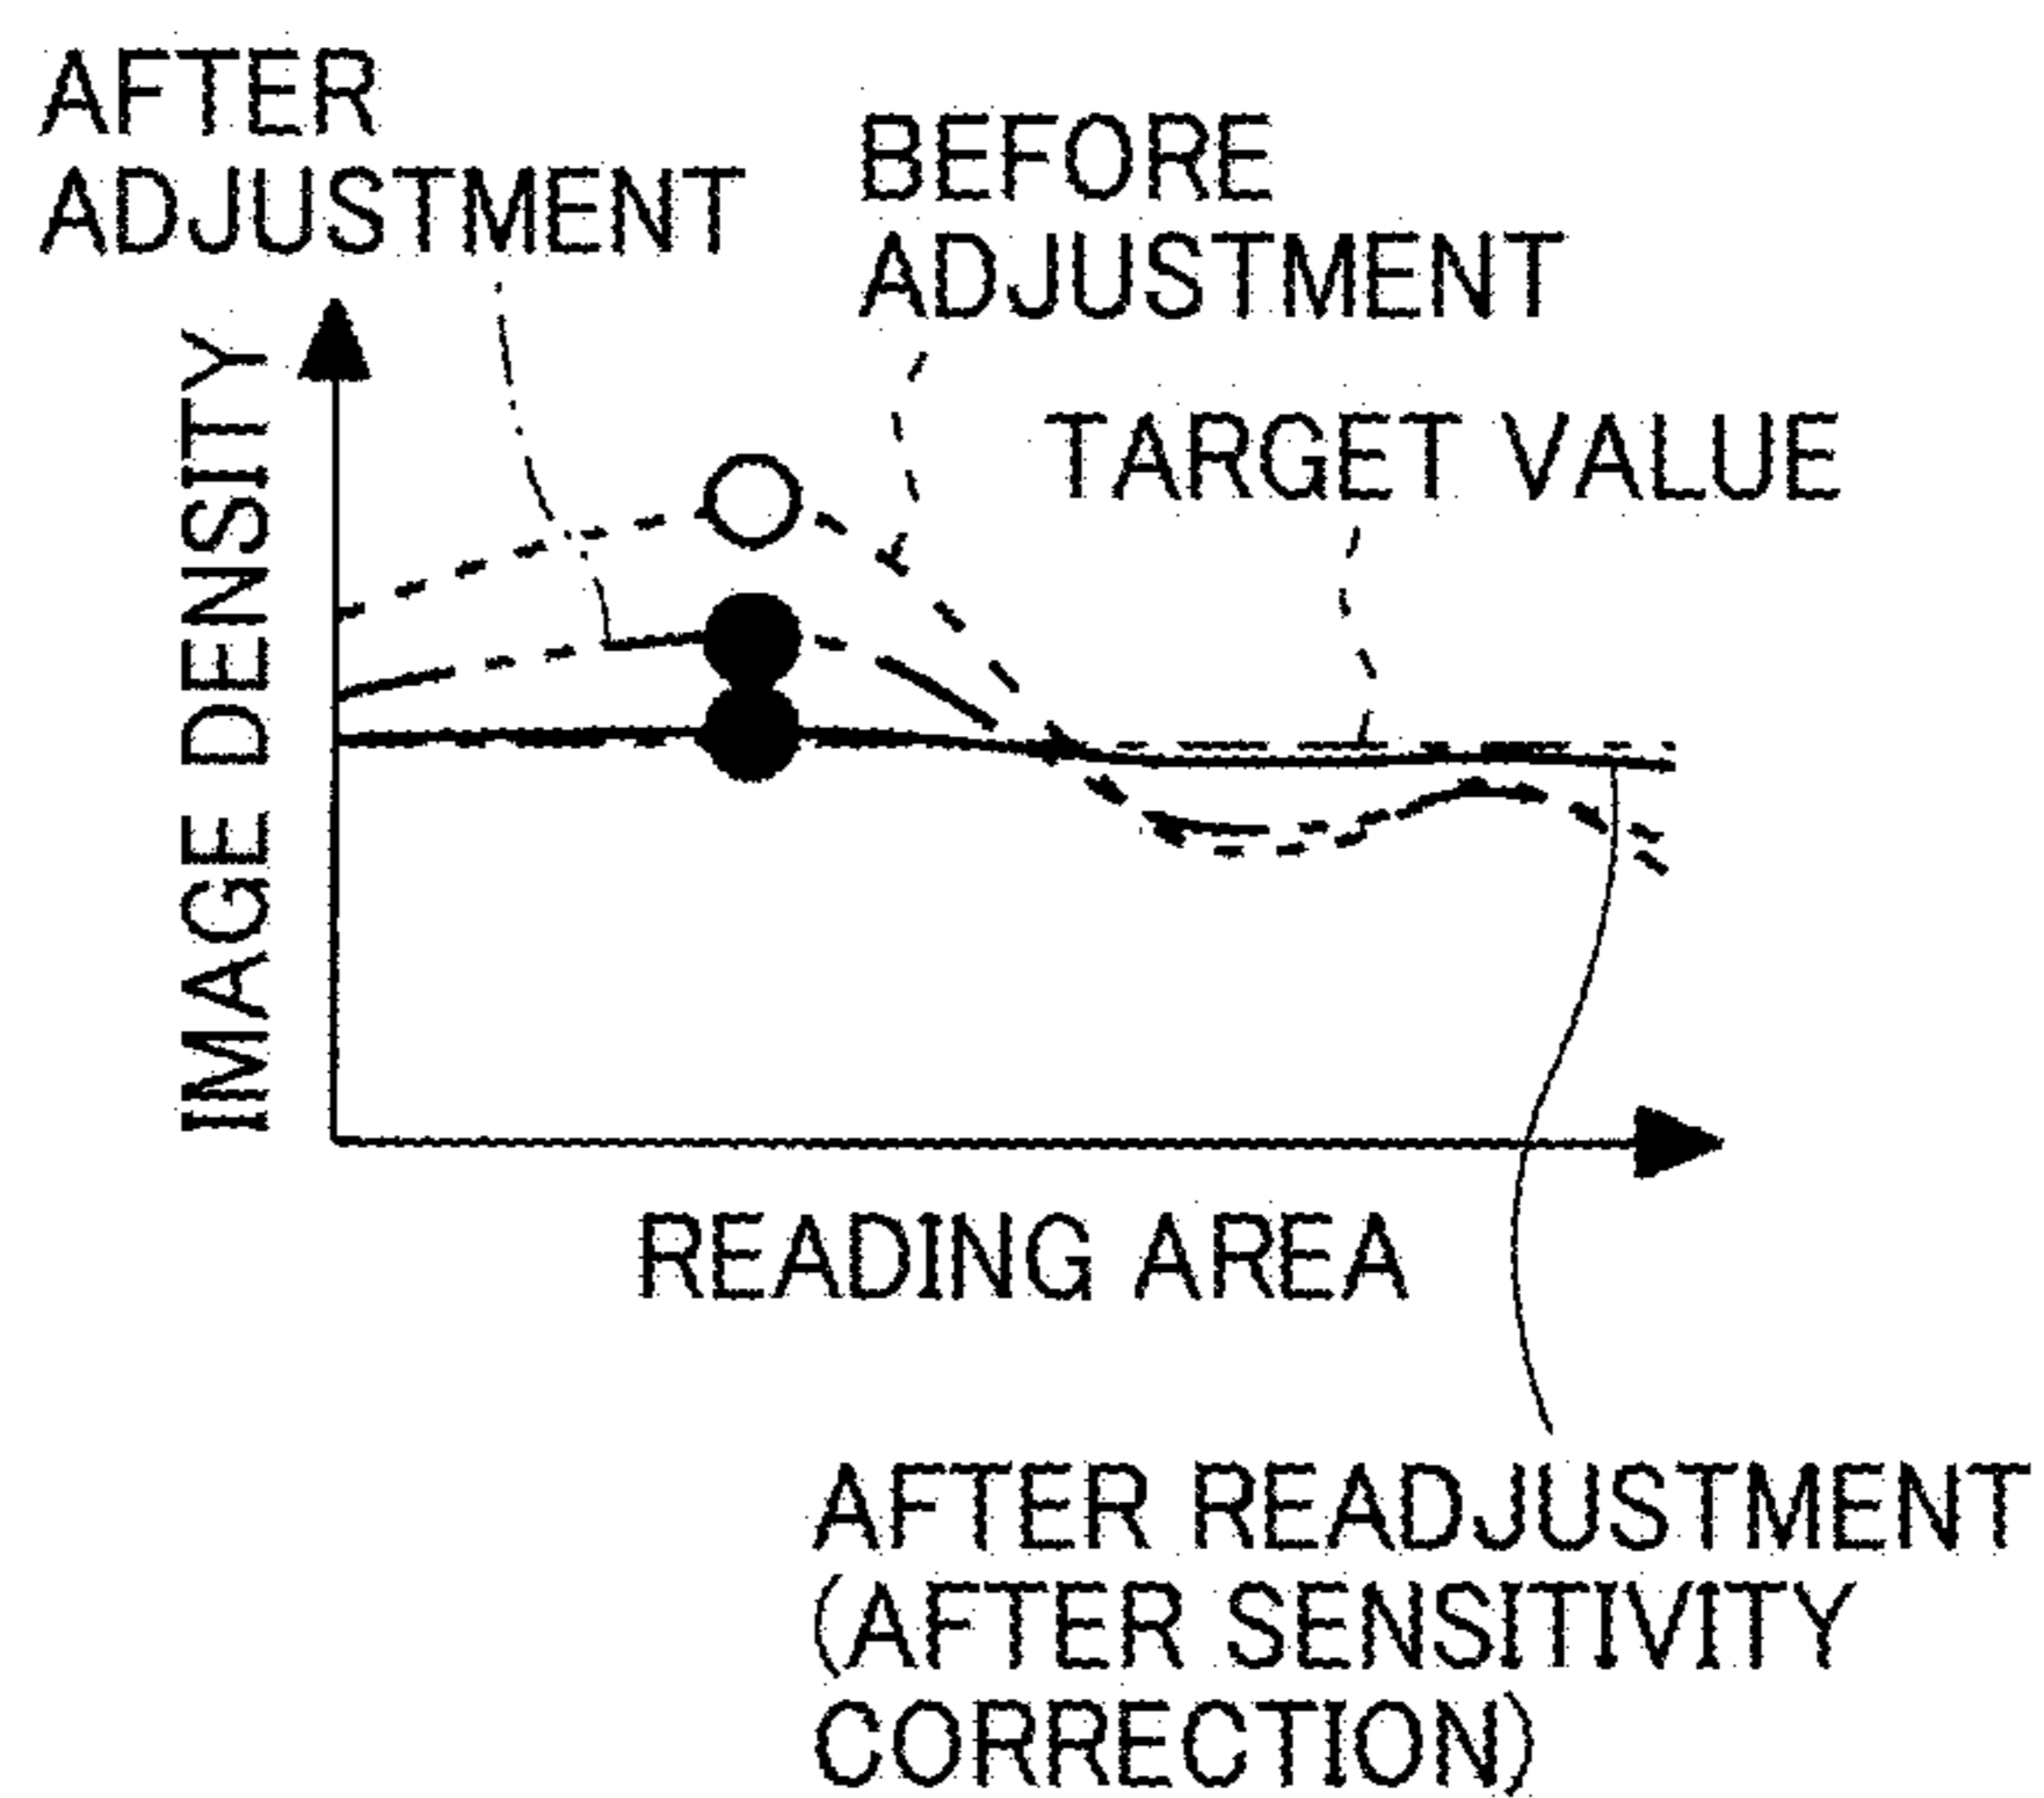 AFTER
ADJUSTMENT
BEFORE
ADJUSTMENT
TARGET VALUE
IMAGE DENSITY
READING AREA
AFTER READJUSTMENT
(AFTER SENSITIVITY
CORRECTION)